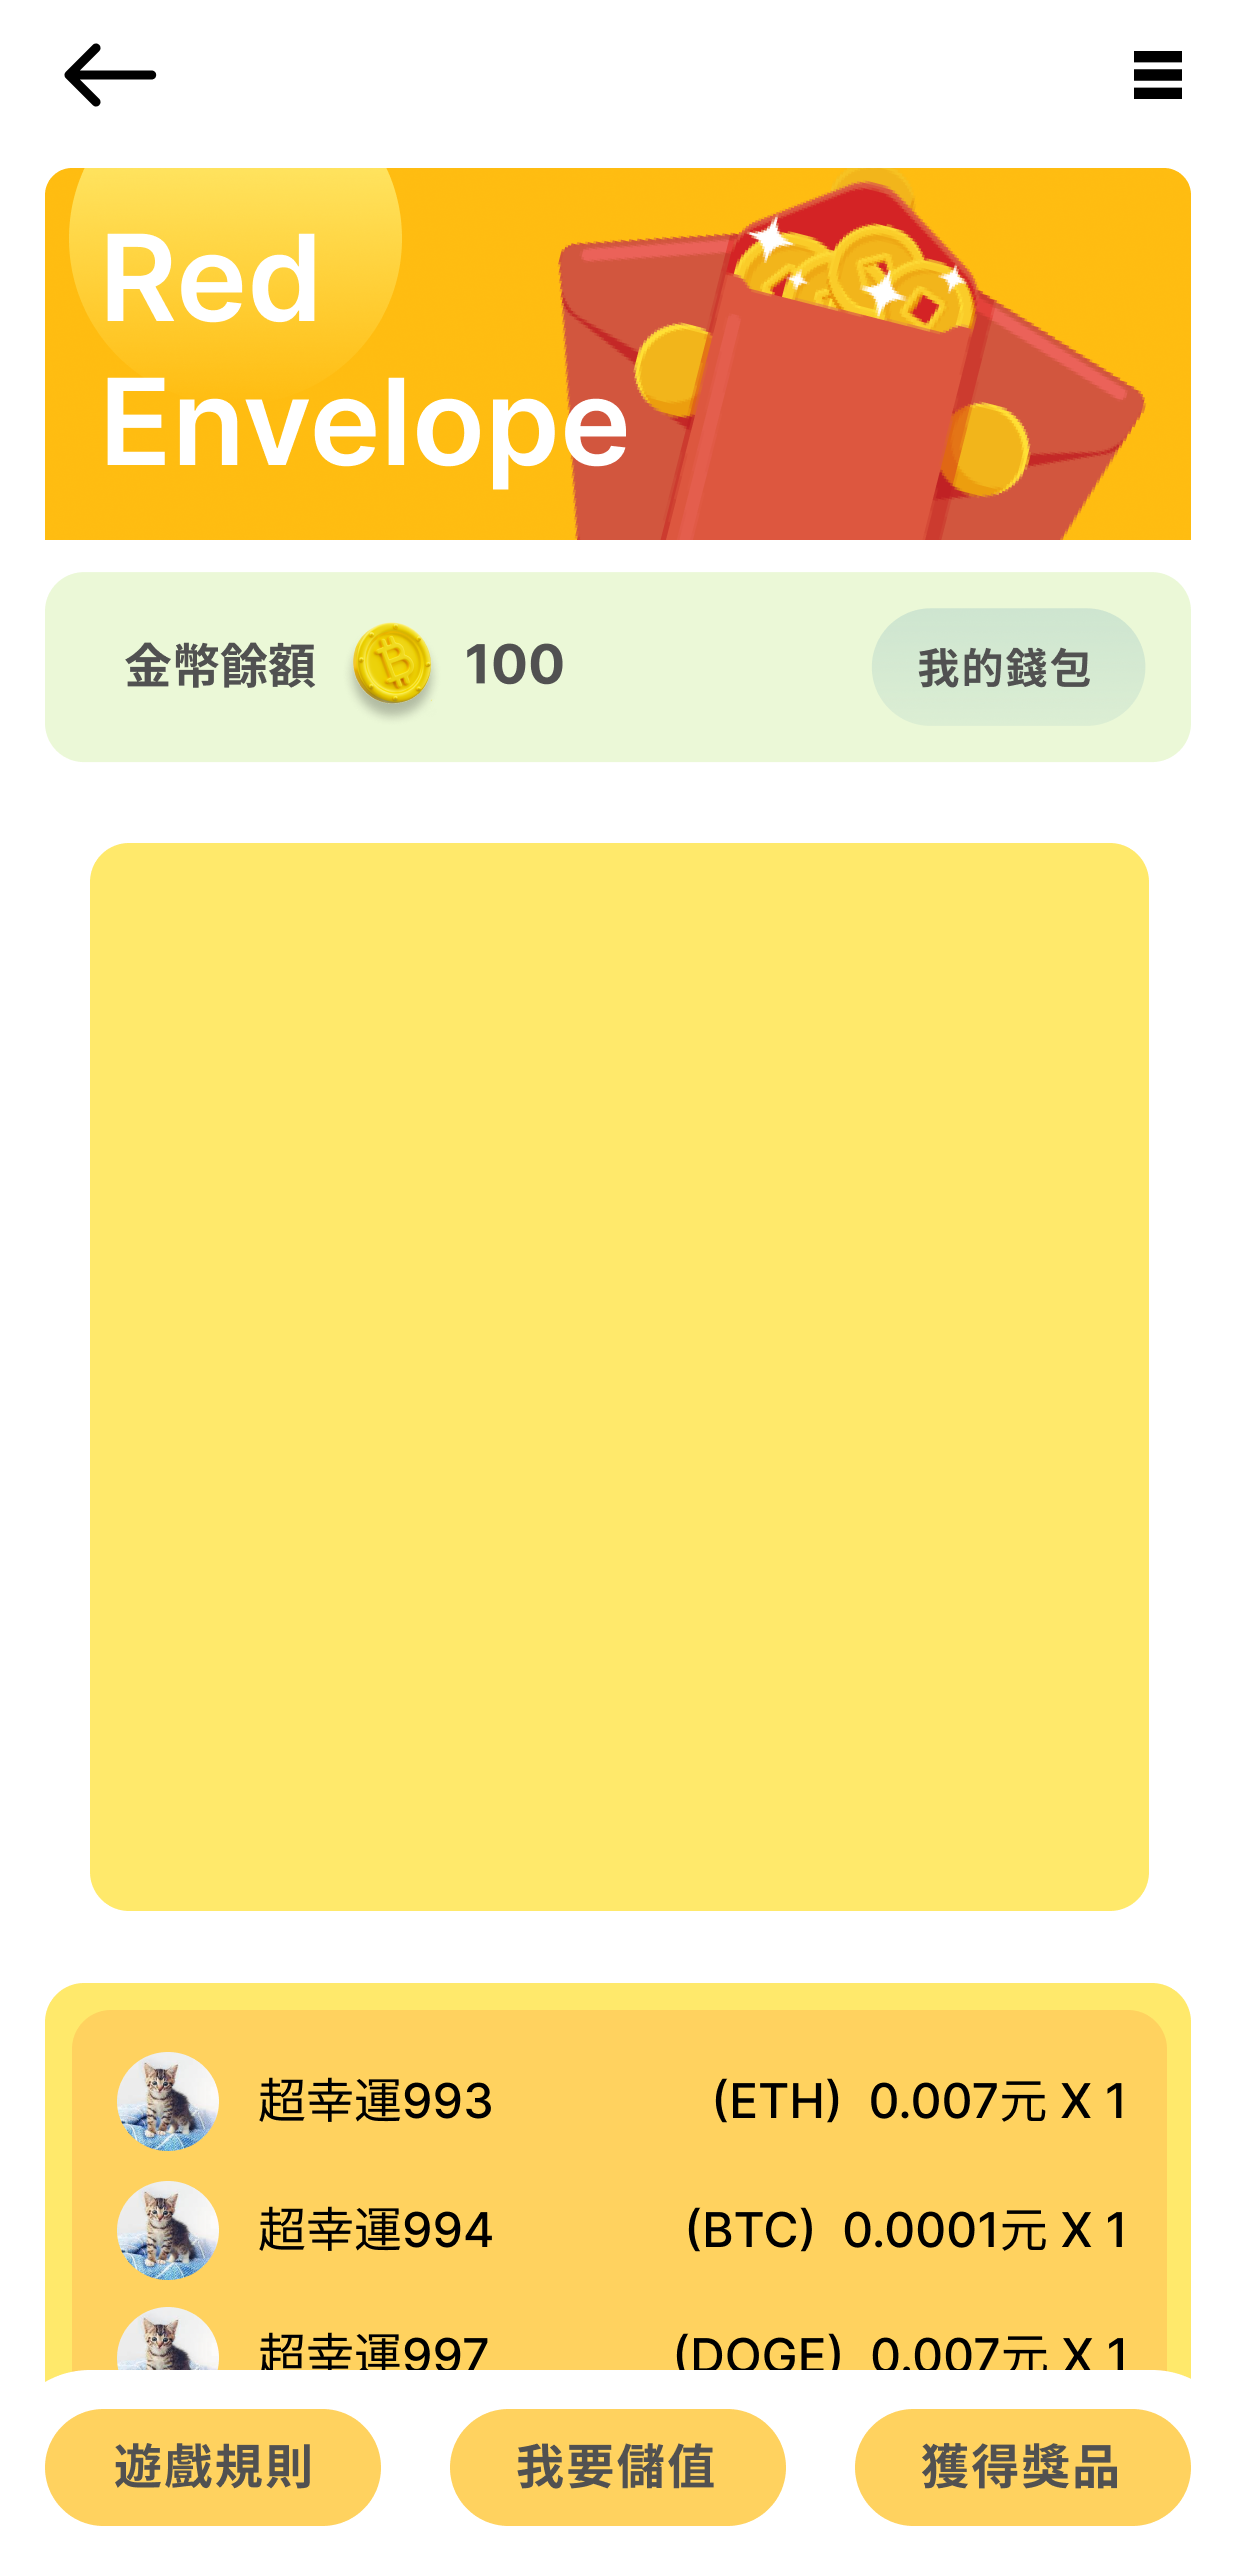 Red
Envelope
金幣餘額 100 我的錢包
超幸運993 (ETH) 0.007元 X 1
超幸運994 (BTC) 0.0001元 X 1
超幸運997 (DOGE) 0.007元 X 1
遊戲規則 我要儲值 獲得獎品